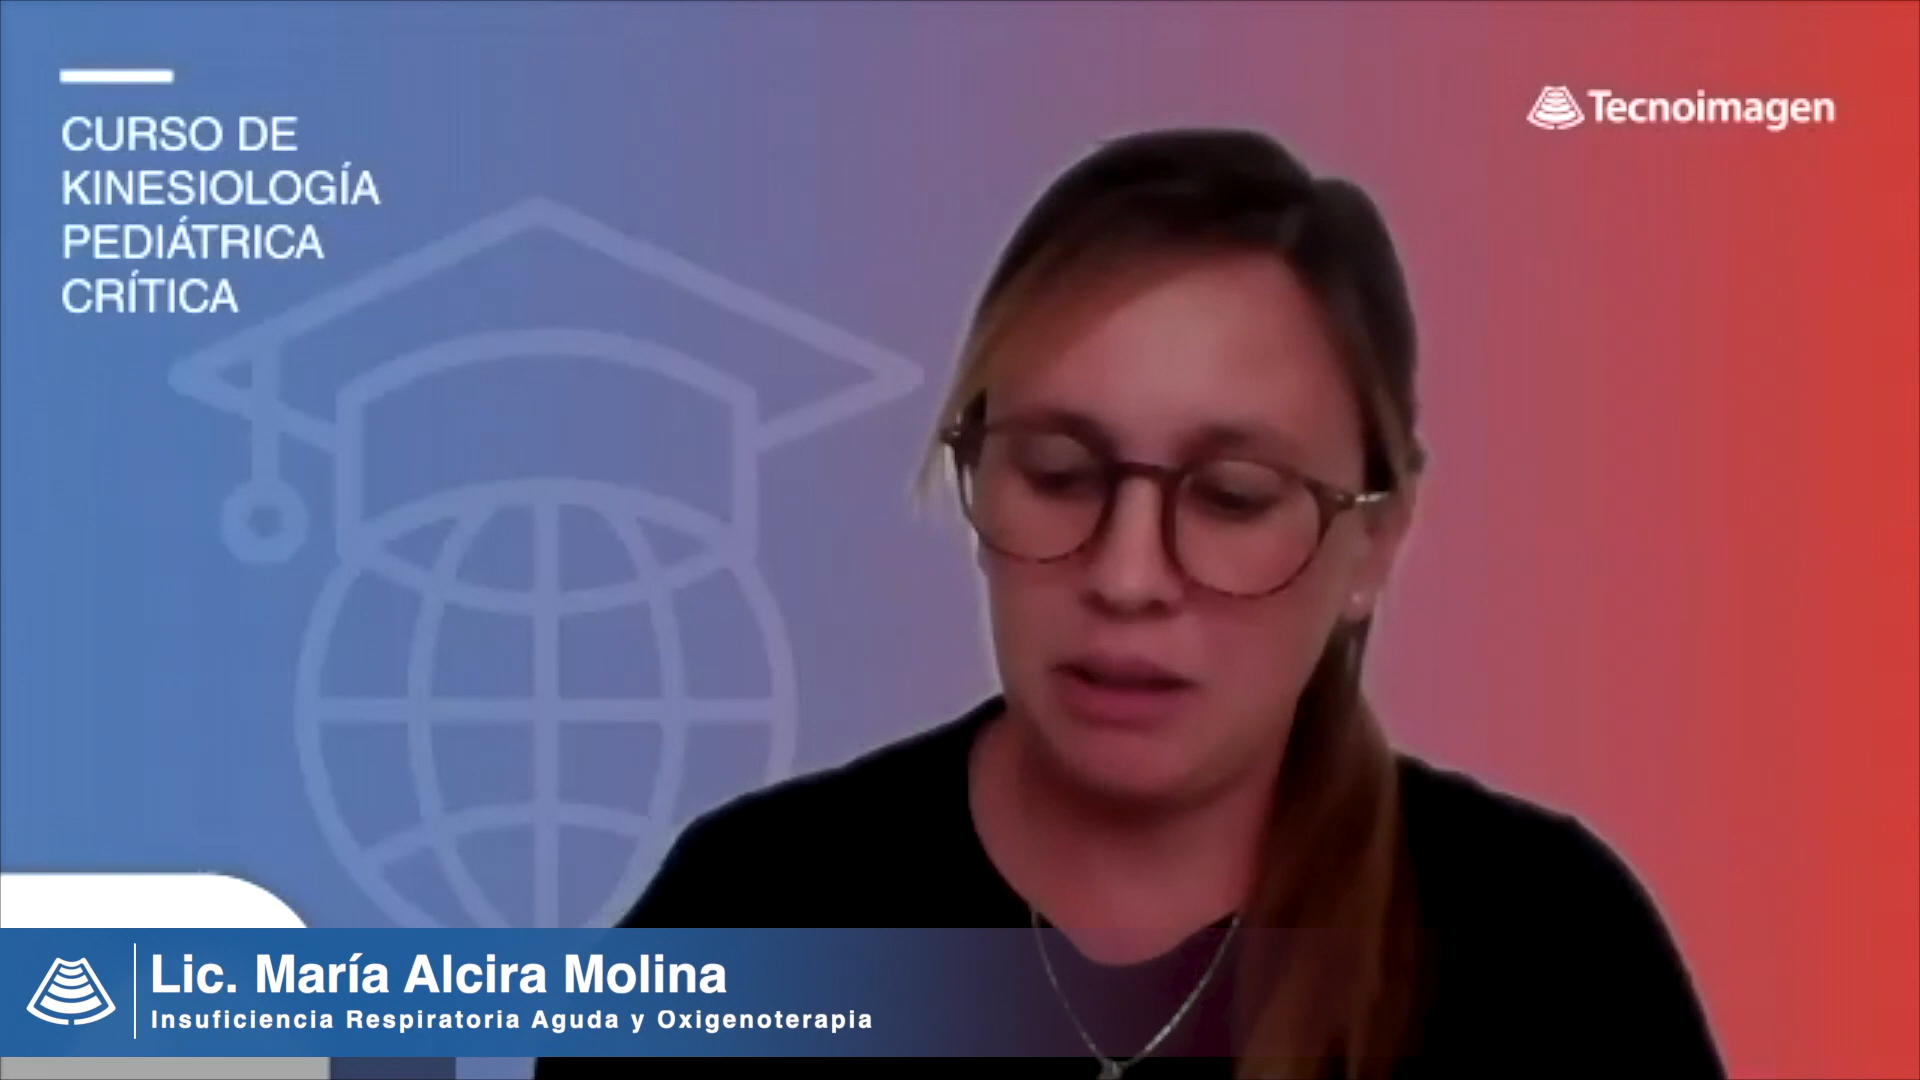 CURSO DE
KINESIOLOGÍA
PEDIÁTRICA
CRÍTICA
Tecnoimagen
Lic. María Alcira Molina
Insuficiencia Respiratoria Aguda y Oxigenoterapia